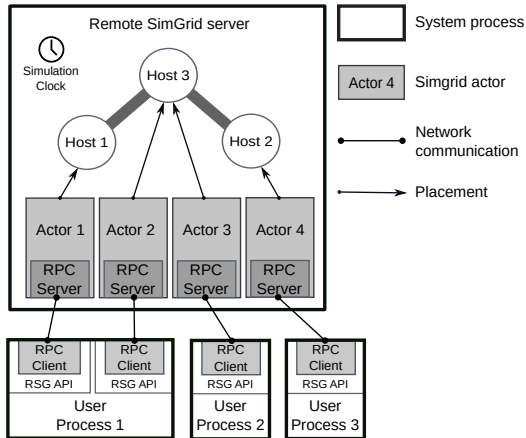 Remote SimGrid server
Simulation
Clock
Host 3
Host 1
Host 2
Actor 1
Actor 2
Actor 3
Actor 4
RPC
Server
RPC
Server
RPC
Server
RPC
Server
RPC
Client
RSG API
RPC
Client
RSG API
User
Process 1
RPC
Client
RSG API
User
Process 2
RPC
Client
RSG API
User
Process 3
System process
Actor 4
Simgrid actor
Network
communication
Placement